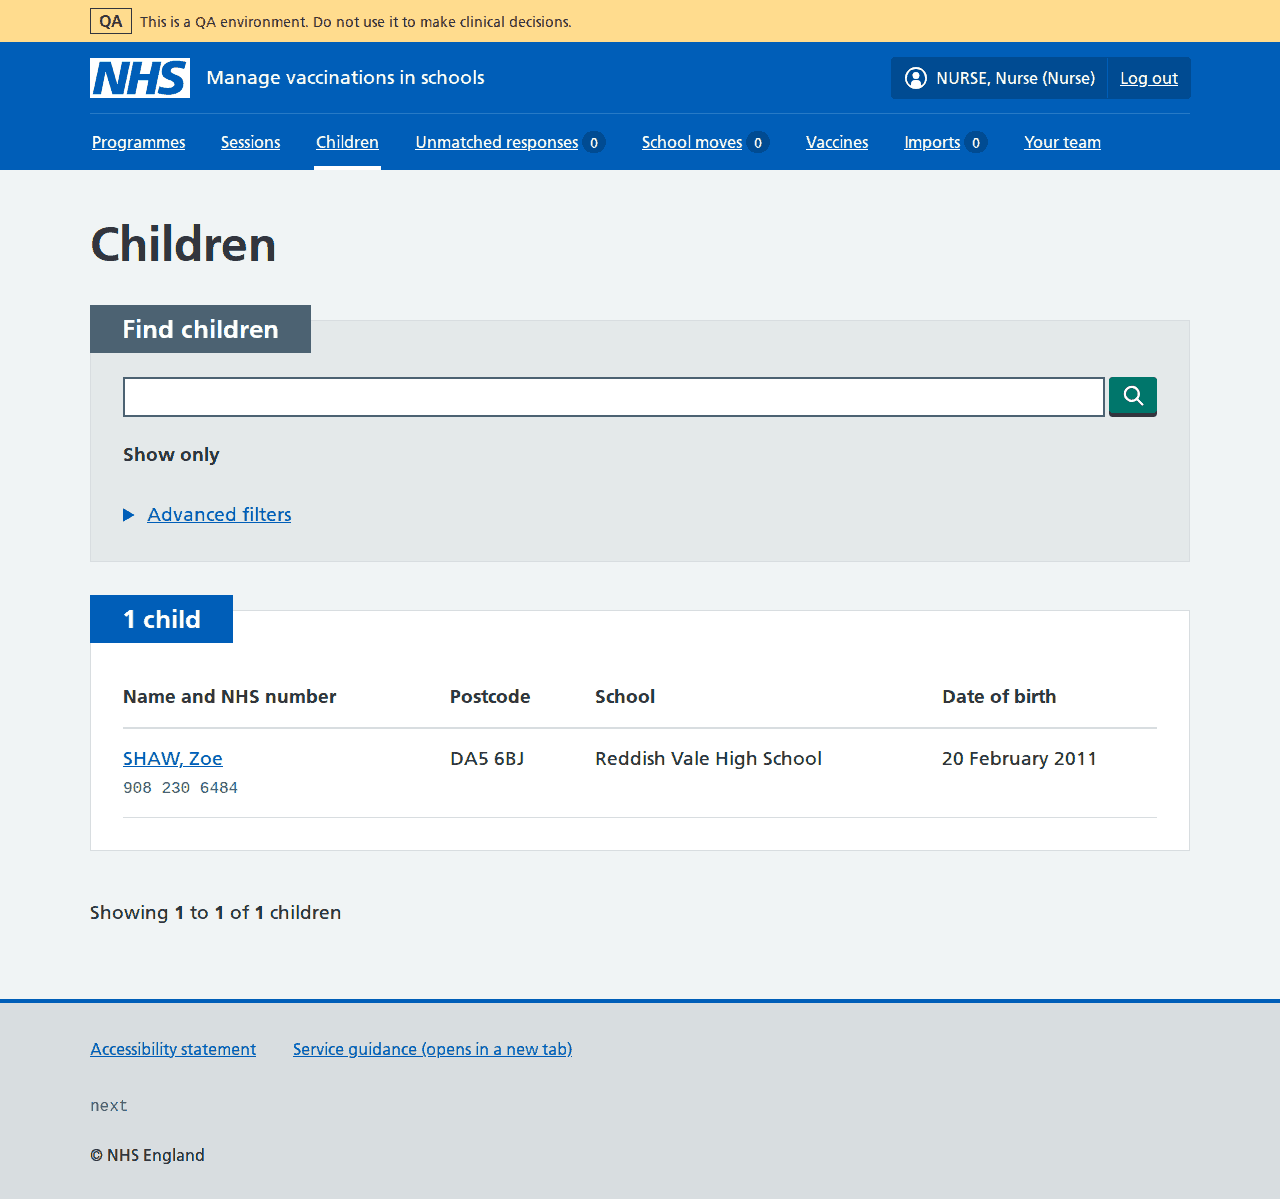 QA This is a QA environment. Do not use it to make clinical decisions.
NHS Manage vaccinations in schools NURSE, Nurse (Nurse) Log out
Programmes Sessions Children Unmatched responses 0 School moves 0 Vaccines Imports 0 Your team
Children
Find children
Show only
Advanced filters
1 child
Name and NHS number Postcode School Date of birth
SHAW, Zoe DA5 6BJ Reddish Vale High School 20 February 2011
908 230 6484
Showing 1 to 1 of 1 children
Accessibility statement Service guidance (opens in a new tab)
next
© NHS England